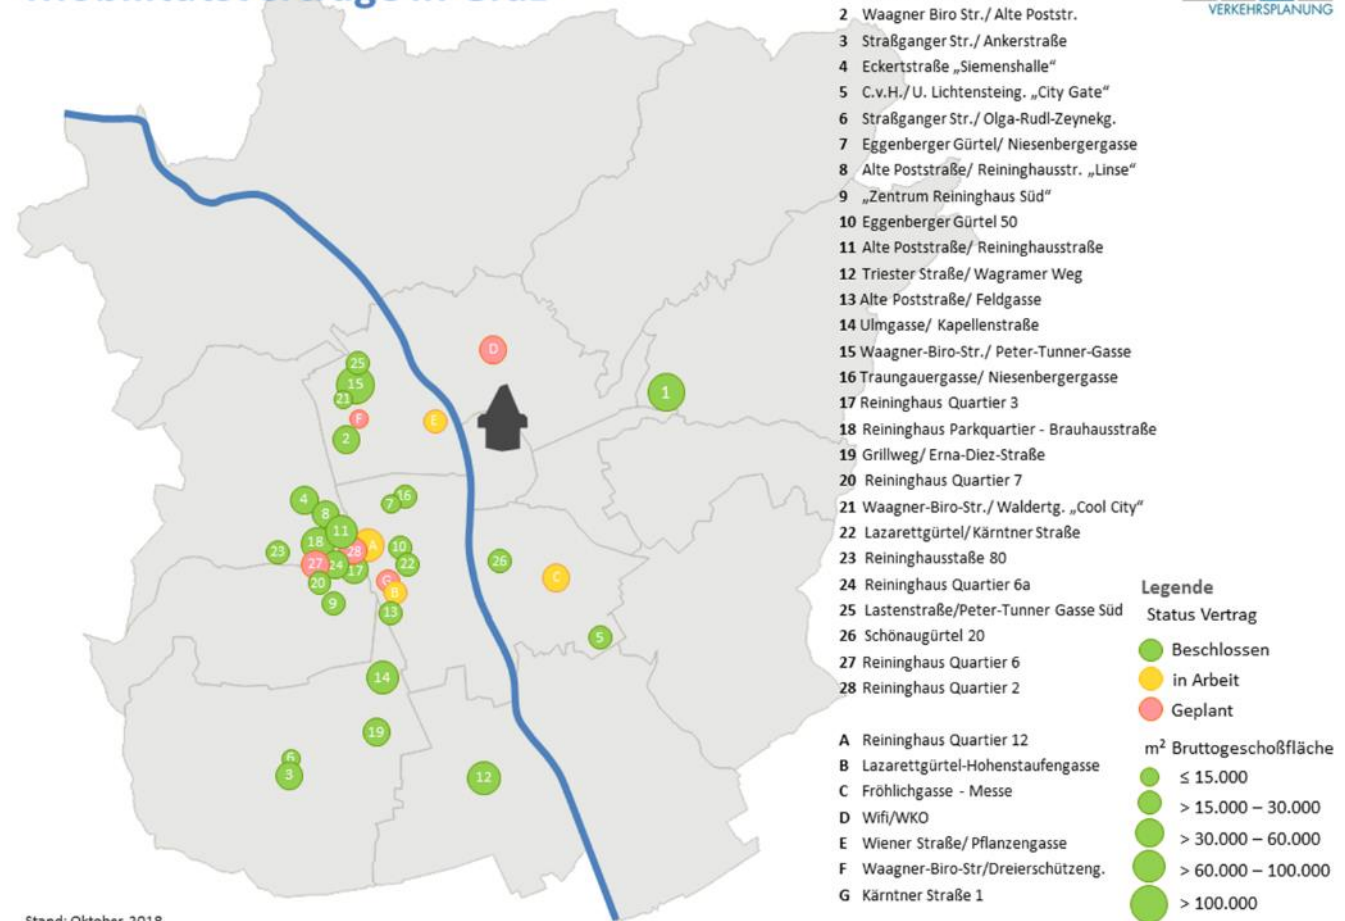 Mobilitätsverträge in Graz
VERKEHRSPLANUNG
2 Waagner Biro Str./ Alte Poststr.
3 Straßganger Str./ Ankerstraße
4 Eckertstraße „Siemenshalle“
5 C.v.H./U. Lichtensteing. „City Gate“
6 Straßganger Str./ Olga-Rudl-Zeynekg.
7 Eggenberger Gürtel/ Niesenbergergasse
8 Alte Poststraße/ Reininghausstr. „Linse“
9 „Zentrum Reininghaus Süd“
10 Eggenberger Gürtel 50
11 Alte Poststraße/ Reininghausstraße
12 Triester Straße/ Wagramer Weg
13 Alte Poststraße/ Feldgasse
14 Ulmgasse/ Kapellenstraße
15 Waagner-Biro-Str./ Peter-Tunner-Gasse
16 Traungauergasse/ Niesenbergergasse
17 Reininghaus Quartier 3
18 Reininghaus Parkquartier - Brauhausstraße
19 Grillweg/ Erna-Diez-Straße
20 Reininghaus Quartier 7
21 Waagner-Biro-Str./ Waldertg. „Cool City“
22 Lazarettgürtel/Kärntner Straße
23 Reininghausstaße 80
24 Reininghaus Quartier 6a
25 Lastenstraße/Peter-Tunner Gasse Süd
26 Schönaugürtel 20
27 Reininghaus Quartier 6
28 Reininghaus Quartier 2
A Reininghaus Quartier 12
B Lazarettgürtel-Hohenstaufengasse
C Fröhlichgasse - Messe
D Wifi/WKO
E Wiener Straße/ Pflanzengasse
F Waagner-Biro-Str/Dreierschützeng.
G Kärntner Straße 1
Legende
Status Vertrag
Beschlossen
in Arbeit
Geplant
m² Bruttogeschoßfläche
≤ 15.000
> 15.000 – 30.000
> 30.000 – 60.000
> 60.000 – 100.000
> 100.000
D
25
15
21
1
F
E
2
4
16
7
8
11
18
28
A
10
23
27
24
17
22
26
20
G
B
C
9
13
5
14
19
6
3
12
Stand: Oktober 2018